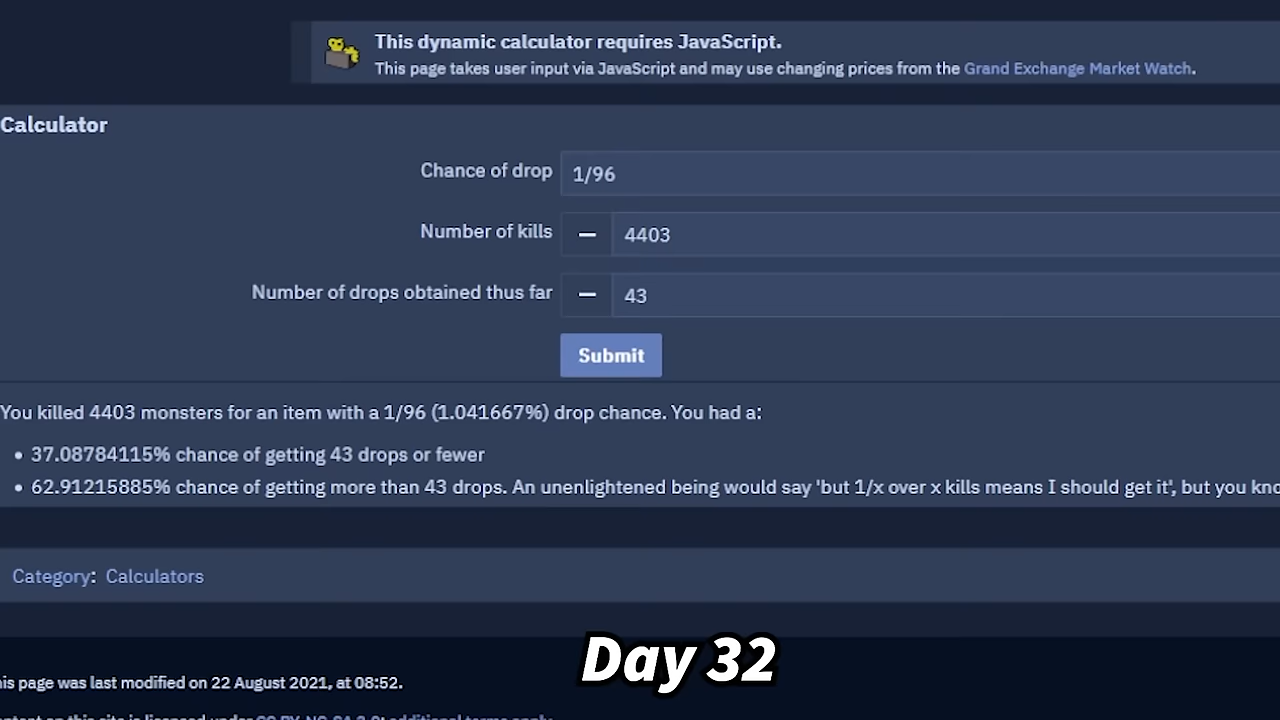 This dynamic calculator requires JavaScript.
This page takes user input via JavaScript and may use changing prices from the Grand Exchange Market Watch.
Calculator
Chance of drop 1/96
Number of kills — 4403
Number of drops obtained thus far — 43
Submit
You killed 4403 monsters for an item with a 1/96 (1.041667%) drop chance. You had a:
• 37.08784115% chance of getting 43 drops or fewer
• 62.91215885% chance of getting more than 43 drops. An unenlightened being would say 'but 1/x over x kills means I should get it', but you kno
Category: Calculators
Day 32
his page was last modified on 22 August 2021, at 08:52.